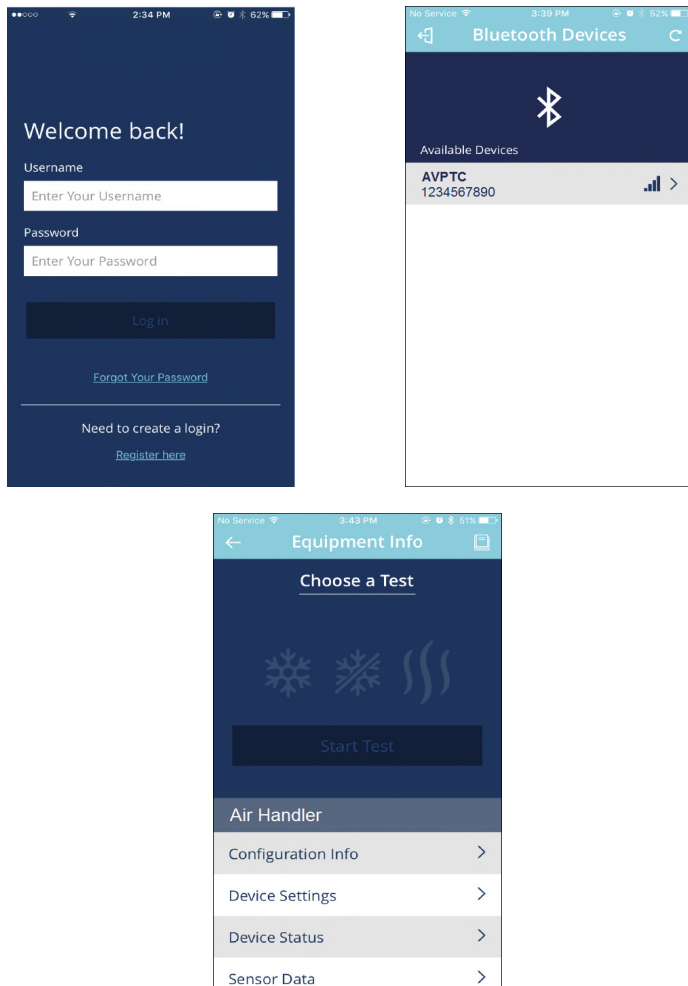 2:34 PM 62%
Welcome back!
Username
Enter Your Username
Password
Enter Your Password
Log in
Forgot Your Password
Need to create a login?
Register here
No Service 3:39 PM 52%
Bluetooth Devices
Available Devices
AVPTC
1234567890
No Service 3:43 PM 51%
Equipment Info
Choose a Test
Start Test
Air Handler
Configuration Info
Device Settings
Device Status
Sensor Data